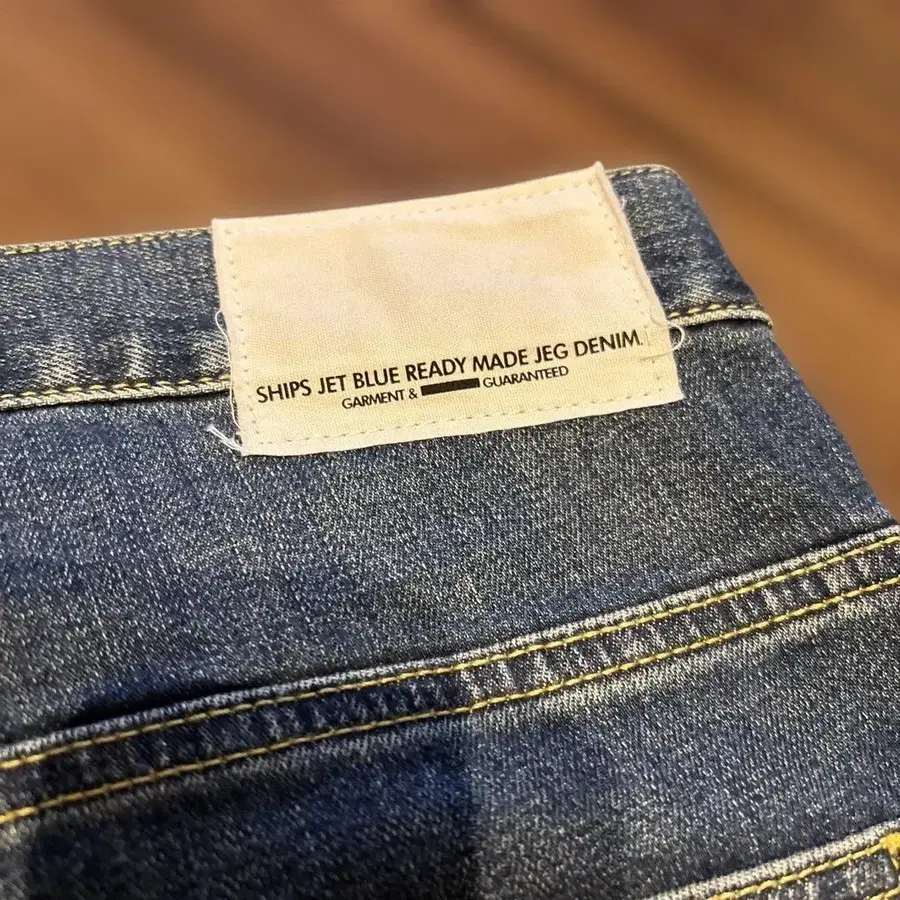 SHIPS JET BLUE READY MADE JEG DENIM.
GARMENT & GUARANTEED